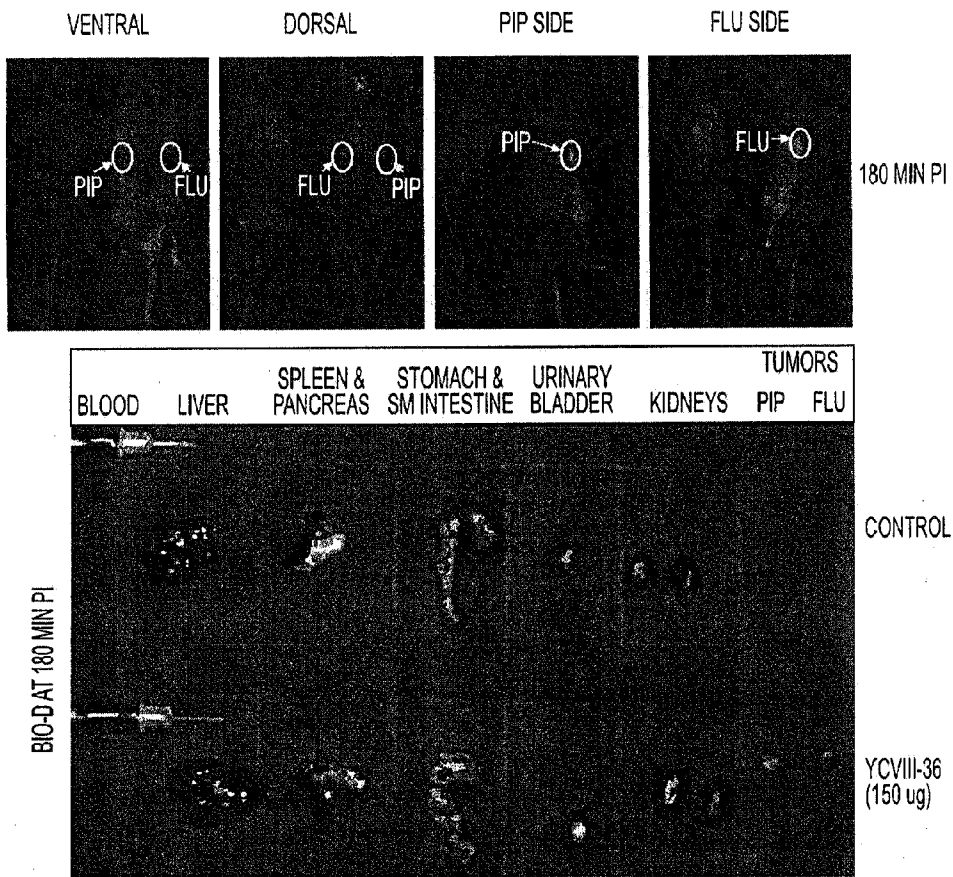 VENTRAL
DORSAL
PIP SIDE
FLU SIDE
PIP
FLU
FLU
PIP
PIP
FLU
180 MIN PI
BLOOD
LIVER
SPLEEN &
PANCREAS
STOMACH &
SM INTESTINE
URINARY
BLADDER
KIDNEYS
TUMORS
PIP
FLU
CONTROL
BIO-D AT 180 MIN PI
YCVIII-36
(150 ug)